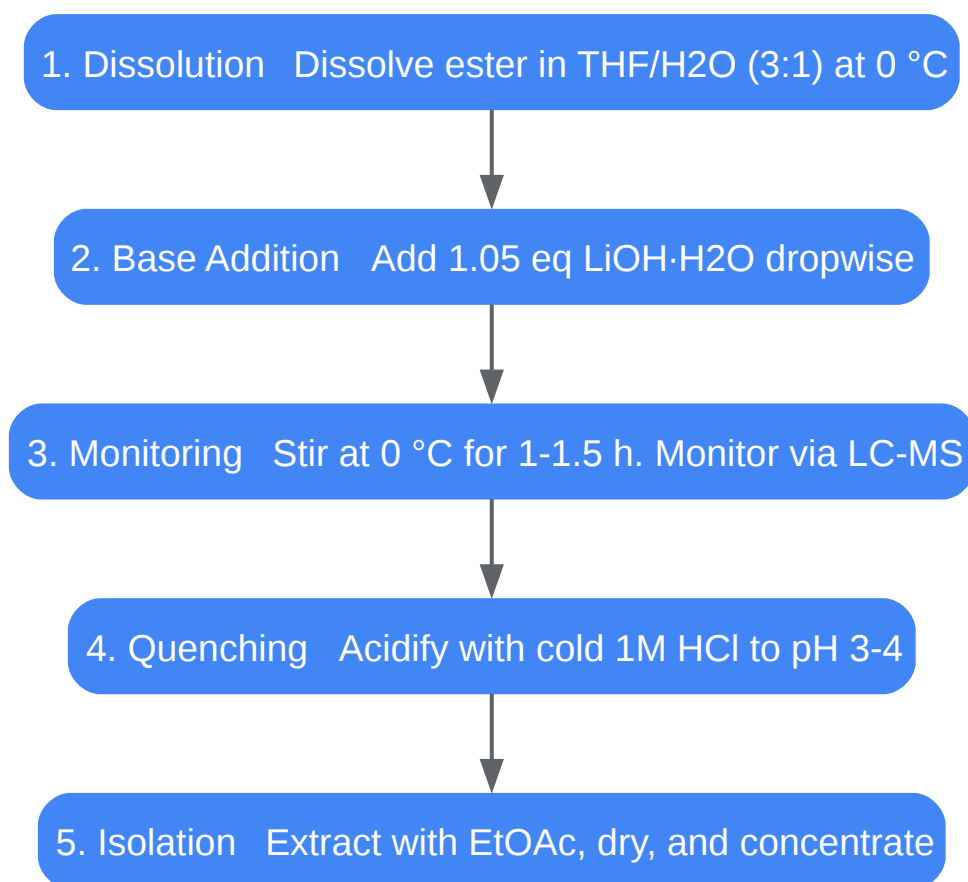 1. Dissolution   Dissolve ester in THF/H2O (3:1) at 0 °C
2. Base Addition   Add 1.05 eq LiOH·H2O dropwise
3. Monitoring   Stir at 0 °C for 1-1.5 h. Monitor via LC-MS
4. Quenching   Acidify with cold 1M HCl to pH 3-4
5. Isolation   Extract with EtOAc, dry, and concentrate